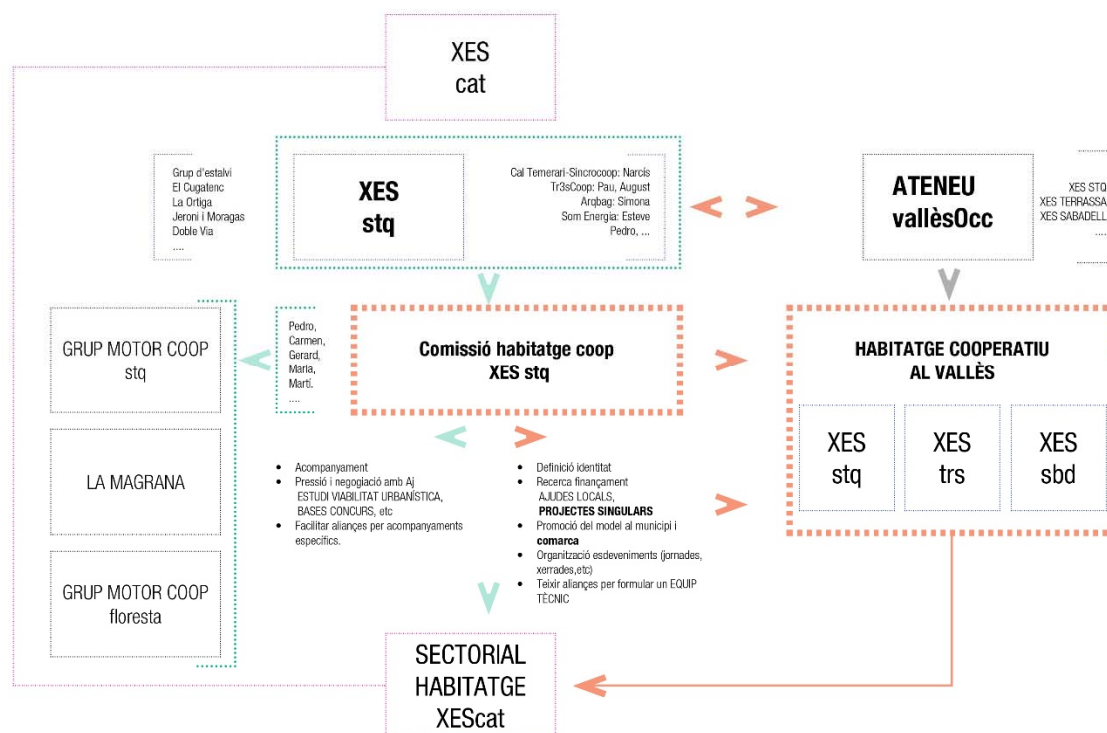 XES
cat
Grup d'estalvi
El Cugatenc
La Ortiga
Jeroni i Moragas
Doble Via
....
XES
stq
Cal Temerari-Sincrocoop: Narcís
Tr3sCoop: Pau, August
Arqbag: Simona
Som Energia: Esteve
Pedro, ...
ATENEU
vallèsOcc
XES STQ
XES TERRASSA
XES SABADELL
....
GRUP MOTOR COOP
stq
Pedro,
Carmen,
Gerard,
Maria,
Martí.
....
Comissió habitatge coop
XES stq
HABITATGE COOPERATIU
AL VALLÈS
XES
stq
XES
trs
XES
sbd
LA MAGRANA
GRUP MOTOR COOP
floresta
• Acompanyament
• Pressió i negogiació amb Aj
ESTUDI VIABILITAT URBANÍSTICA,
BASES CONCURS, etc
• Facilitar aliançes per acompanyaments
específics.
• Definició identitat
• Recerca finançament
AJUDES LOCALS,
PROJECTES SINGULARS
• Promoció del model al municipi i
comarca
• Organització esdeveniments (jornades,
xerrades,etc)
• Teixir aliançes per formular un EQUIP
TÈCNIC
SECTORIAL
HABITATGE
XEScat